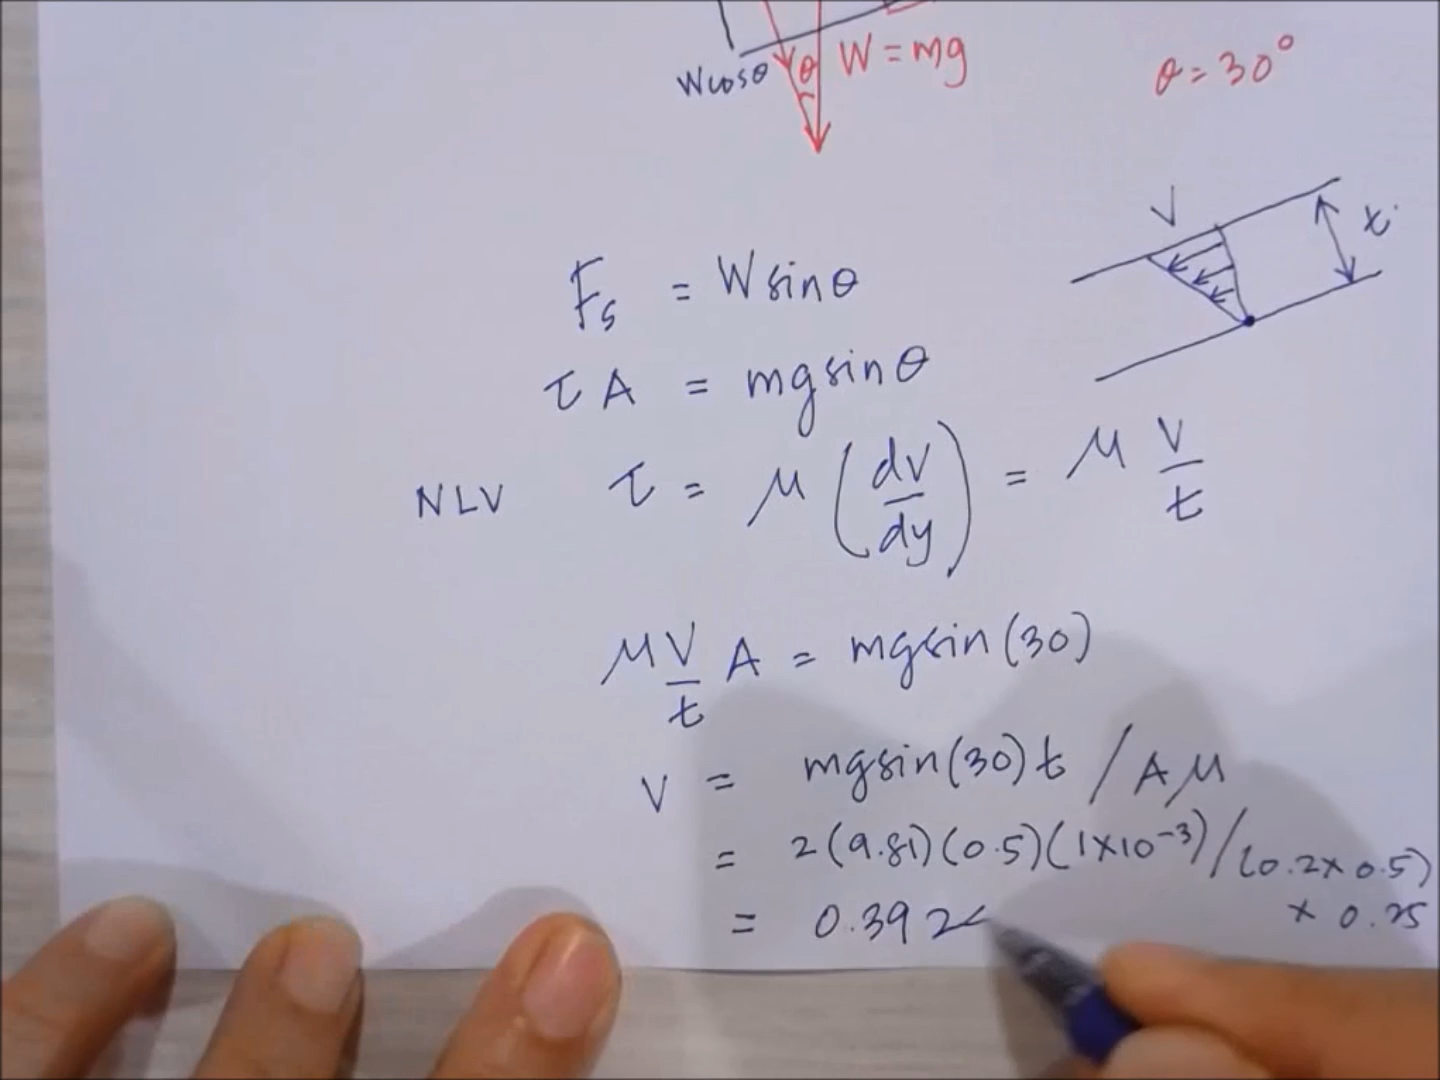 Wcosθ θ W = mg
θ = 30°
V t
Fs = W sinθ
τA = mg sinθ
NLV τ = μ (dv/dy) = μ V/t
μ V/t A = mg sin(30)
V = mg sin(30) t / A μ
= 2(9.81)(0.5)(1×10⁻³)/(0.2×0.5)
× 0.25
= 0.392